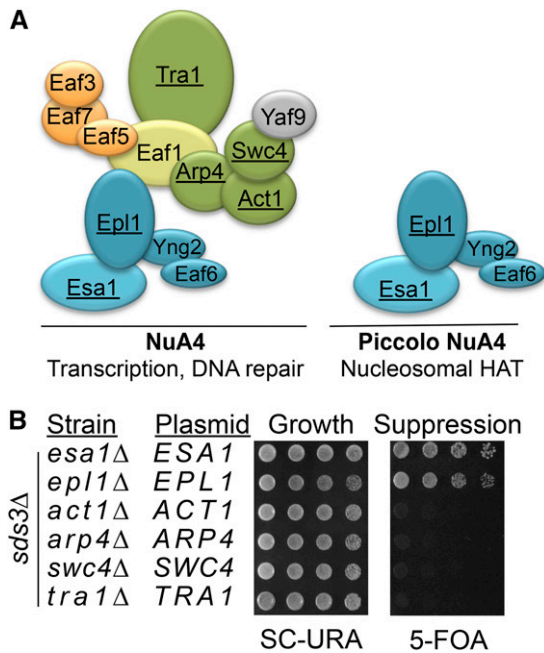 A
Tra1
Eaf3
Eaf7
Eaf5
Eaf1
Yaf9
Swc4
Arp4
Act1
Epl1
Yng2
Eaf6
Esa1
NuA4
Transcription, DNA repair
Epl1
Yng2
Eaf6
Esa1
Piccolo NuA4
Nucleosomal HAT
B
Strain Plasmid Growth Suppression
sds3Δ
esa1Δ ESA1
epl1Δ EPL1
act1Δ ACT1
arp4Δ ARP4
swc4Δ SWC4
tra1Δ TRA1
SC-URA 5-FOA